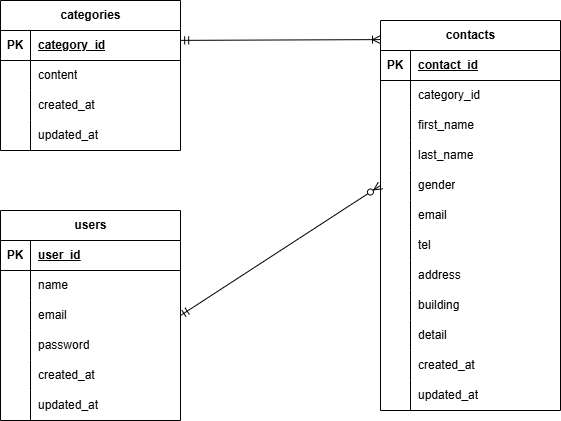 categories
PK category_id
content
created_at
updated_at
contacts
PK contact_id
category_id
first_name
last_name
gender
email
tel
address
building
detail
created_at
updated_at
users
PK user_id
name
email
password
created_at
updated_at